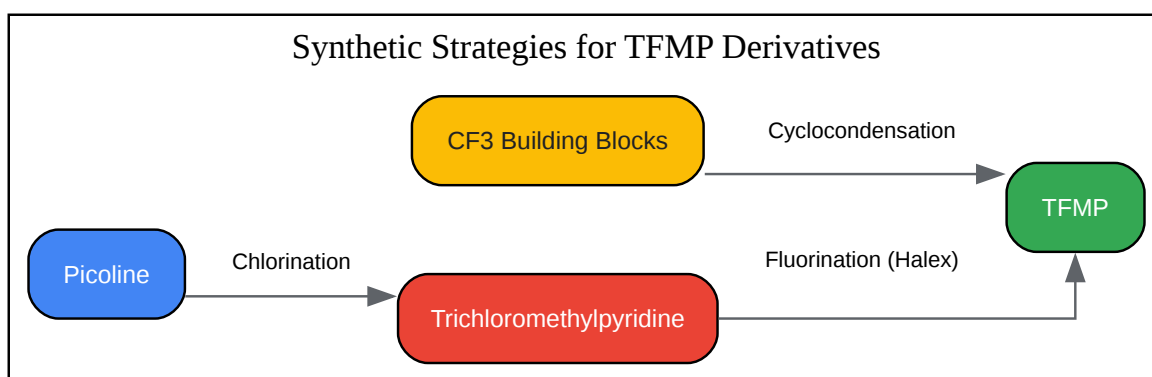 Synthetic Strategies for TFMP Derivatives
CF3 Building Blocks
Cyclocondensation
TFMP
Picoline
Chlorination
Fluorination (Halex)
Trichloromethylpyridine